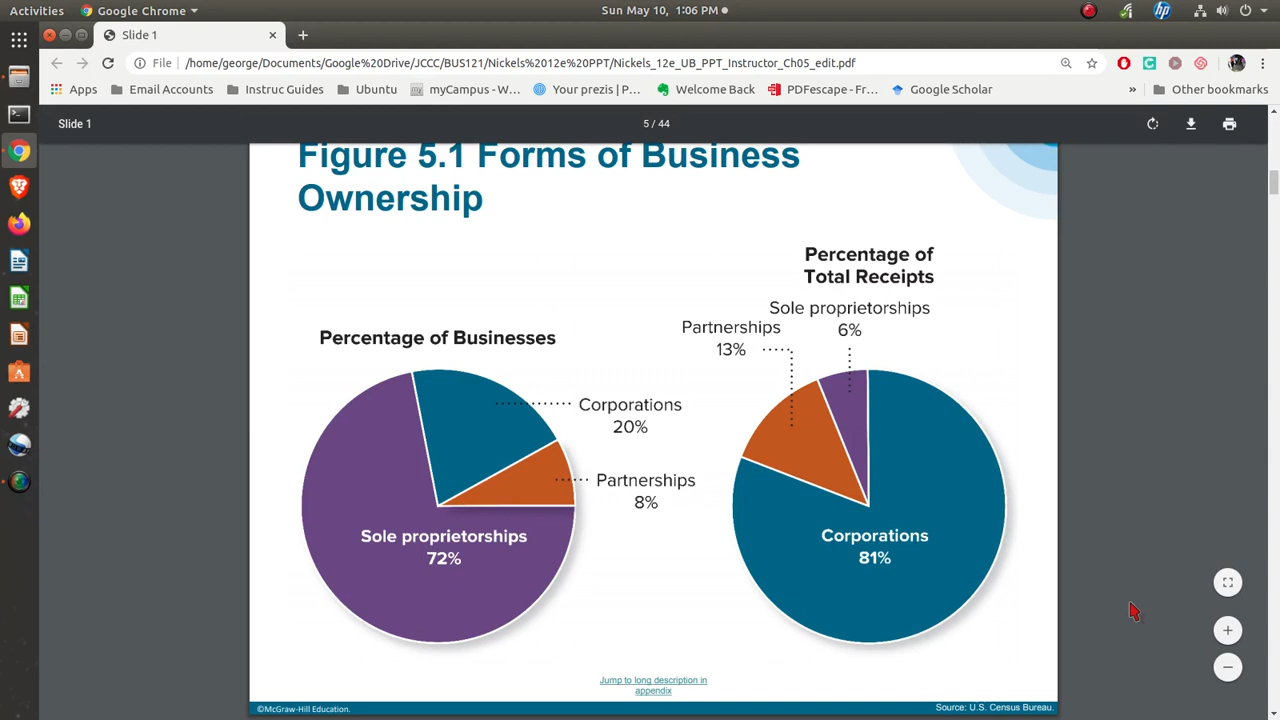 Activities
Google Chrome
Sun May 10, 1:06 PM
Slide 1
File
/home/george/Documents/Google%20Drive/JCCC/BUS121/Nickels%2012e%20PPT/Nickels_12e_UB_PPT_Instructor_Ch05_edit.pdf
Apps
Email Accounts
Instruc Guides
Ubuntu
myCampus - W...
Your prezis | P...
Welcome Back
PDFescape - Fr...
Google Scholar
»
Other bookmarks
Slide 1
5 / 44
Figure 5.1 Forms of Business
Ownership
Percentage of Businesses
Corporations
20%
Partnerships
8%
Sole proprietorships
72%
Percentage of
Total Receipts
Sole proprietorships
6%
Partnerships
13%
Corporations
81%
Jump to long description in
appendix
©McGraw-Hill Education.
Source: U.S. Census Bureau.